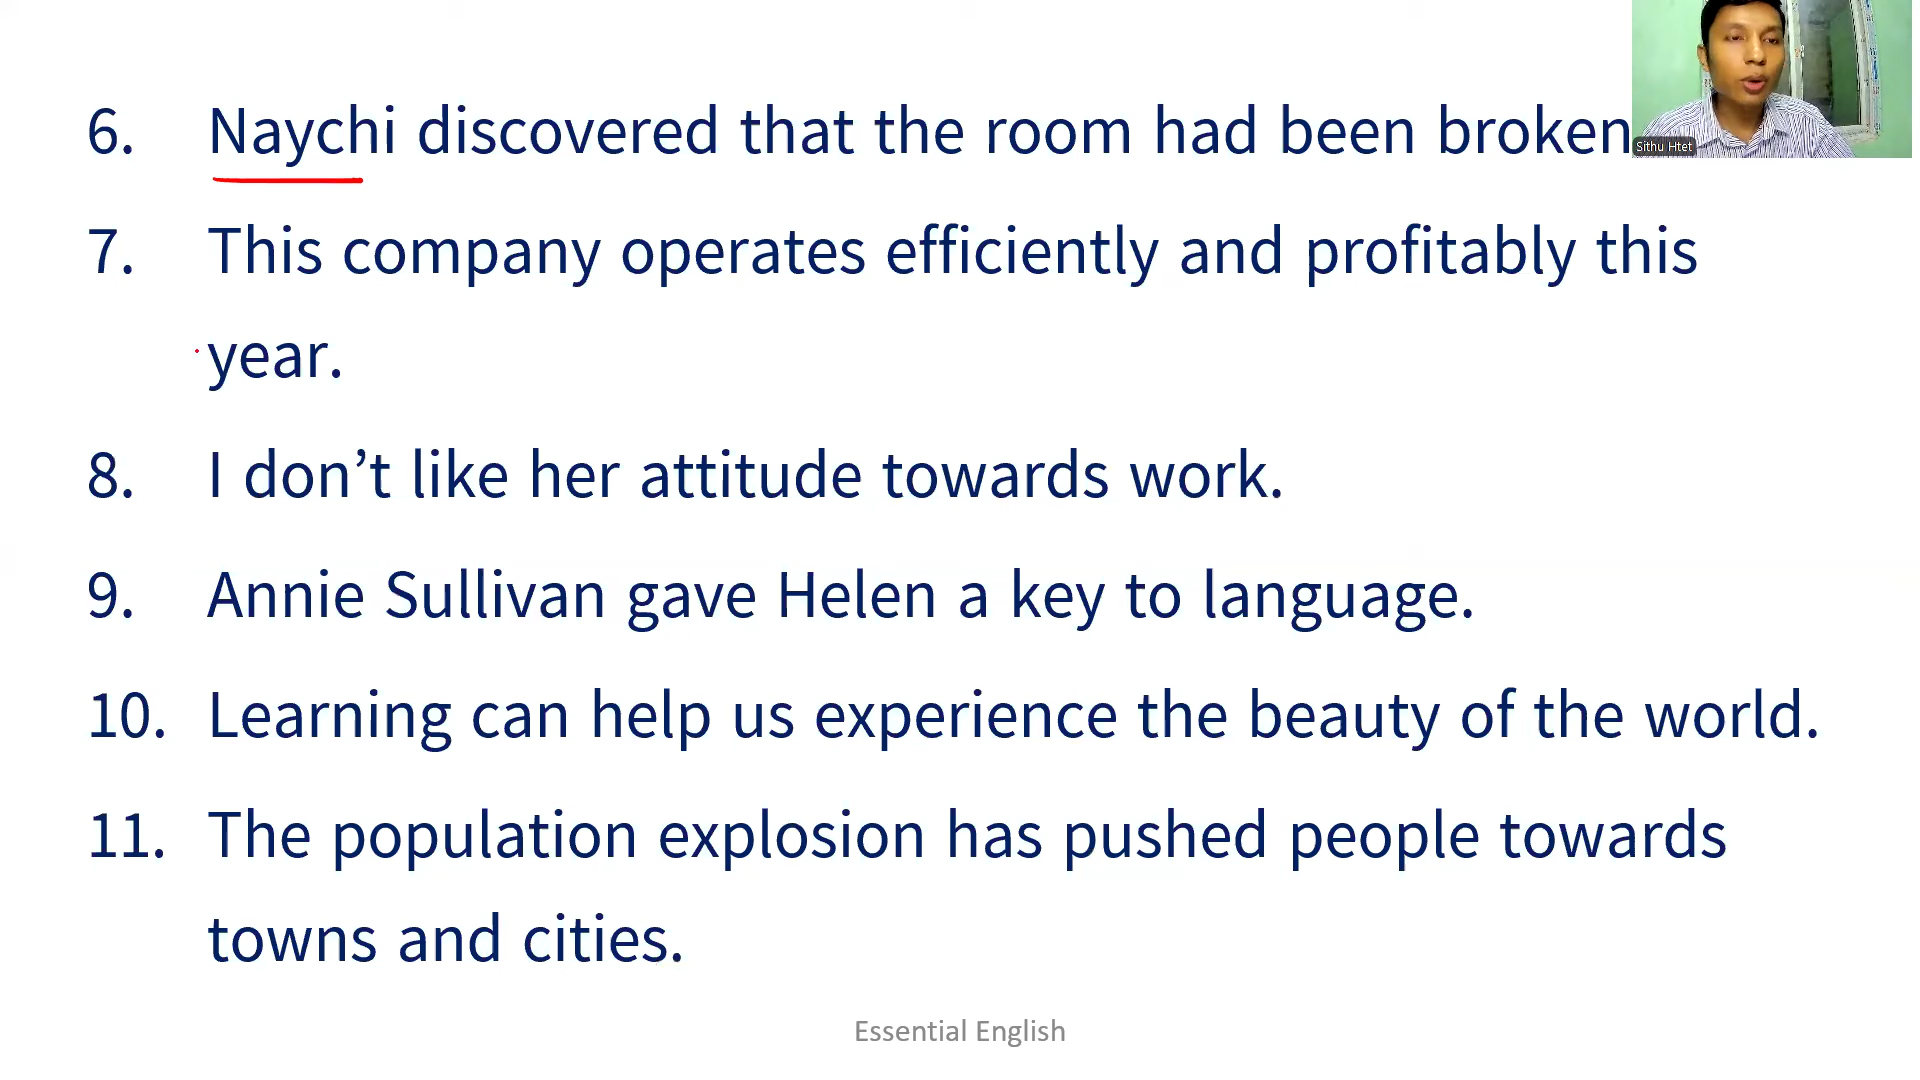 6. Naychi discovered that the room had been broken
Sithu Htet
7. This company operates efficiently and profitably this
year.
8. I don’t like her attitude towards work.
9. Annie Sullivan gave Helen a key to language.
10. Learning can help us experience the beauty of the world.
11. The population explosion has pushed people towards
towns and cities.
Essential English